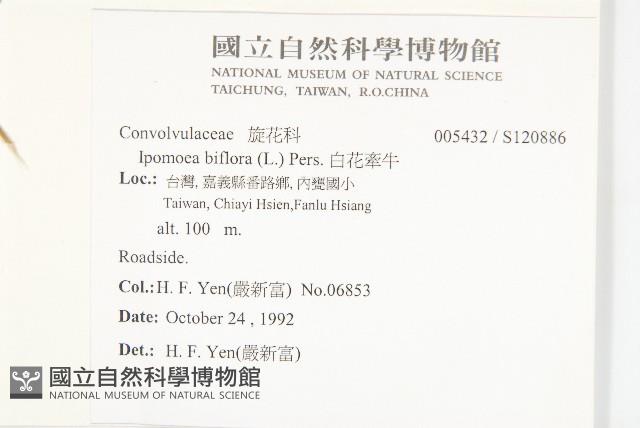 國立自然科學博物館
NATIONAL MUSEUM OF NATURAL SCIENCE
TAICHUNG, TAIWAN, R.O.CHINA
Convolvulaceae 旋花科 005432 / S120886
Ipomoea biflora (L.) Pers. 白花牽牛
Loc.: 台灣, 嘉義縣番路鄉, 內甕國小
Taiwan, Chiayi Hsien,Fanlu Hsiang
alt. 100 m.
Roadside.
Col.:H. F. Yen(嚴新富) No.06853
Date: October 24 , 1992
Det.: H. F. Yen(嚴新富)
國立自然科學博物館
NATIONAL MUSEUM OF NATURAL SCIENCE